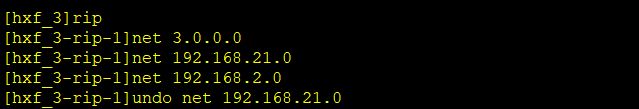 [hxf_3]rip
[hxf_3-rip-1]net 3.0.0.0
[hxf_3-rip-1]net 192.168.21.0
[hxf_3-rip-1]net 192.168.2.0
[hxf_3-rip-1]undo net 192.168.21.0